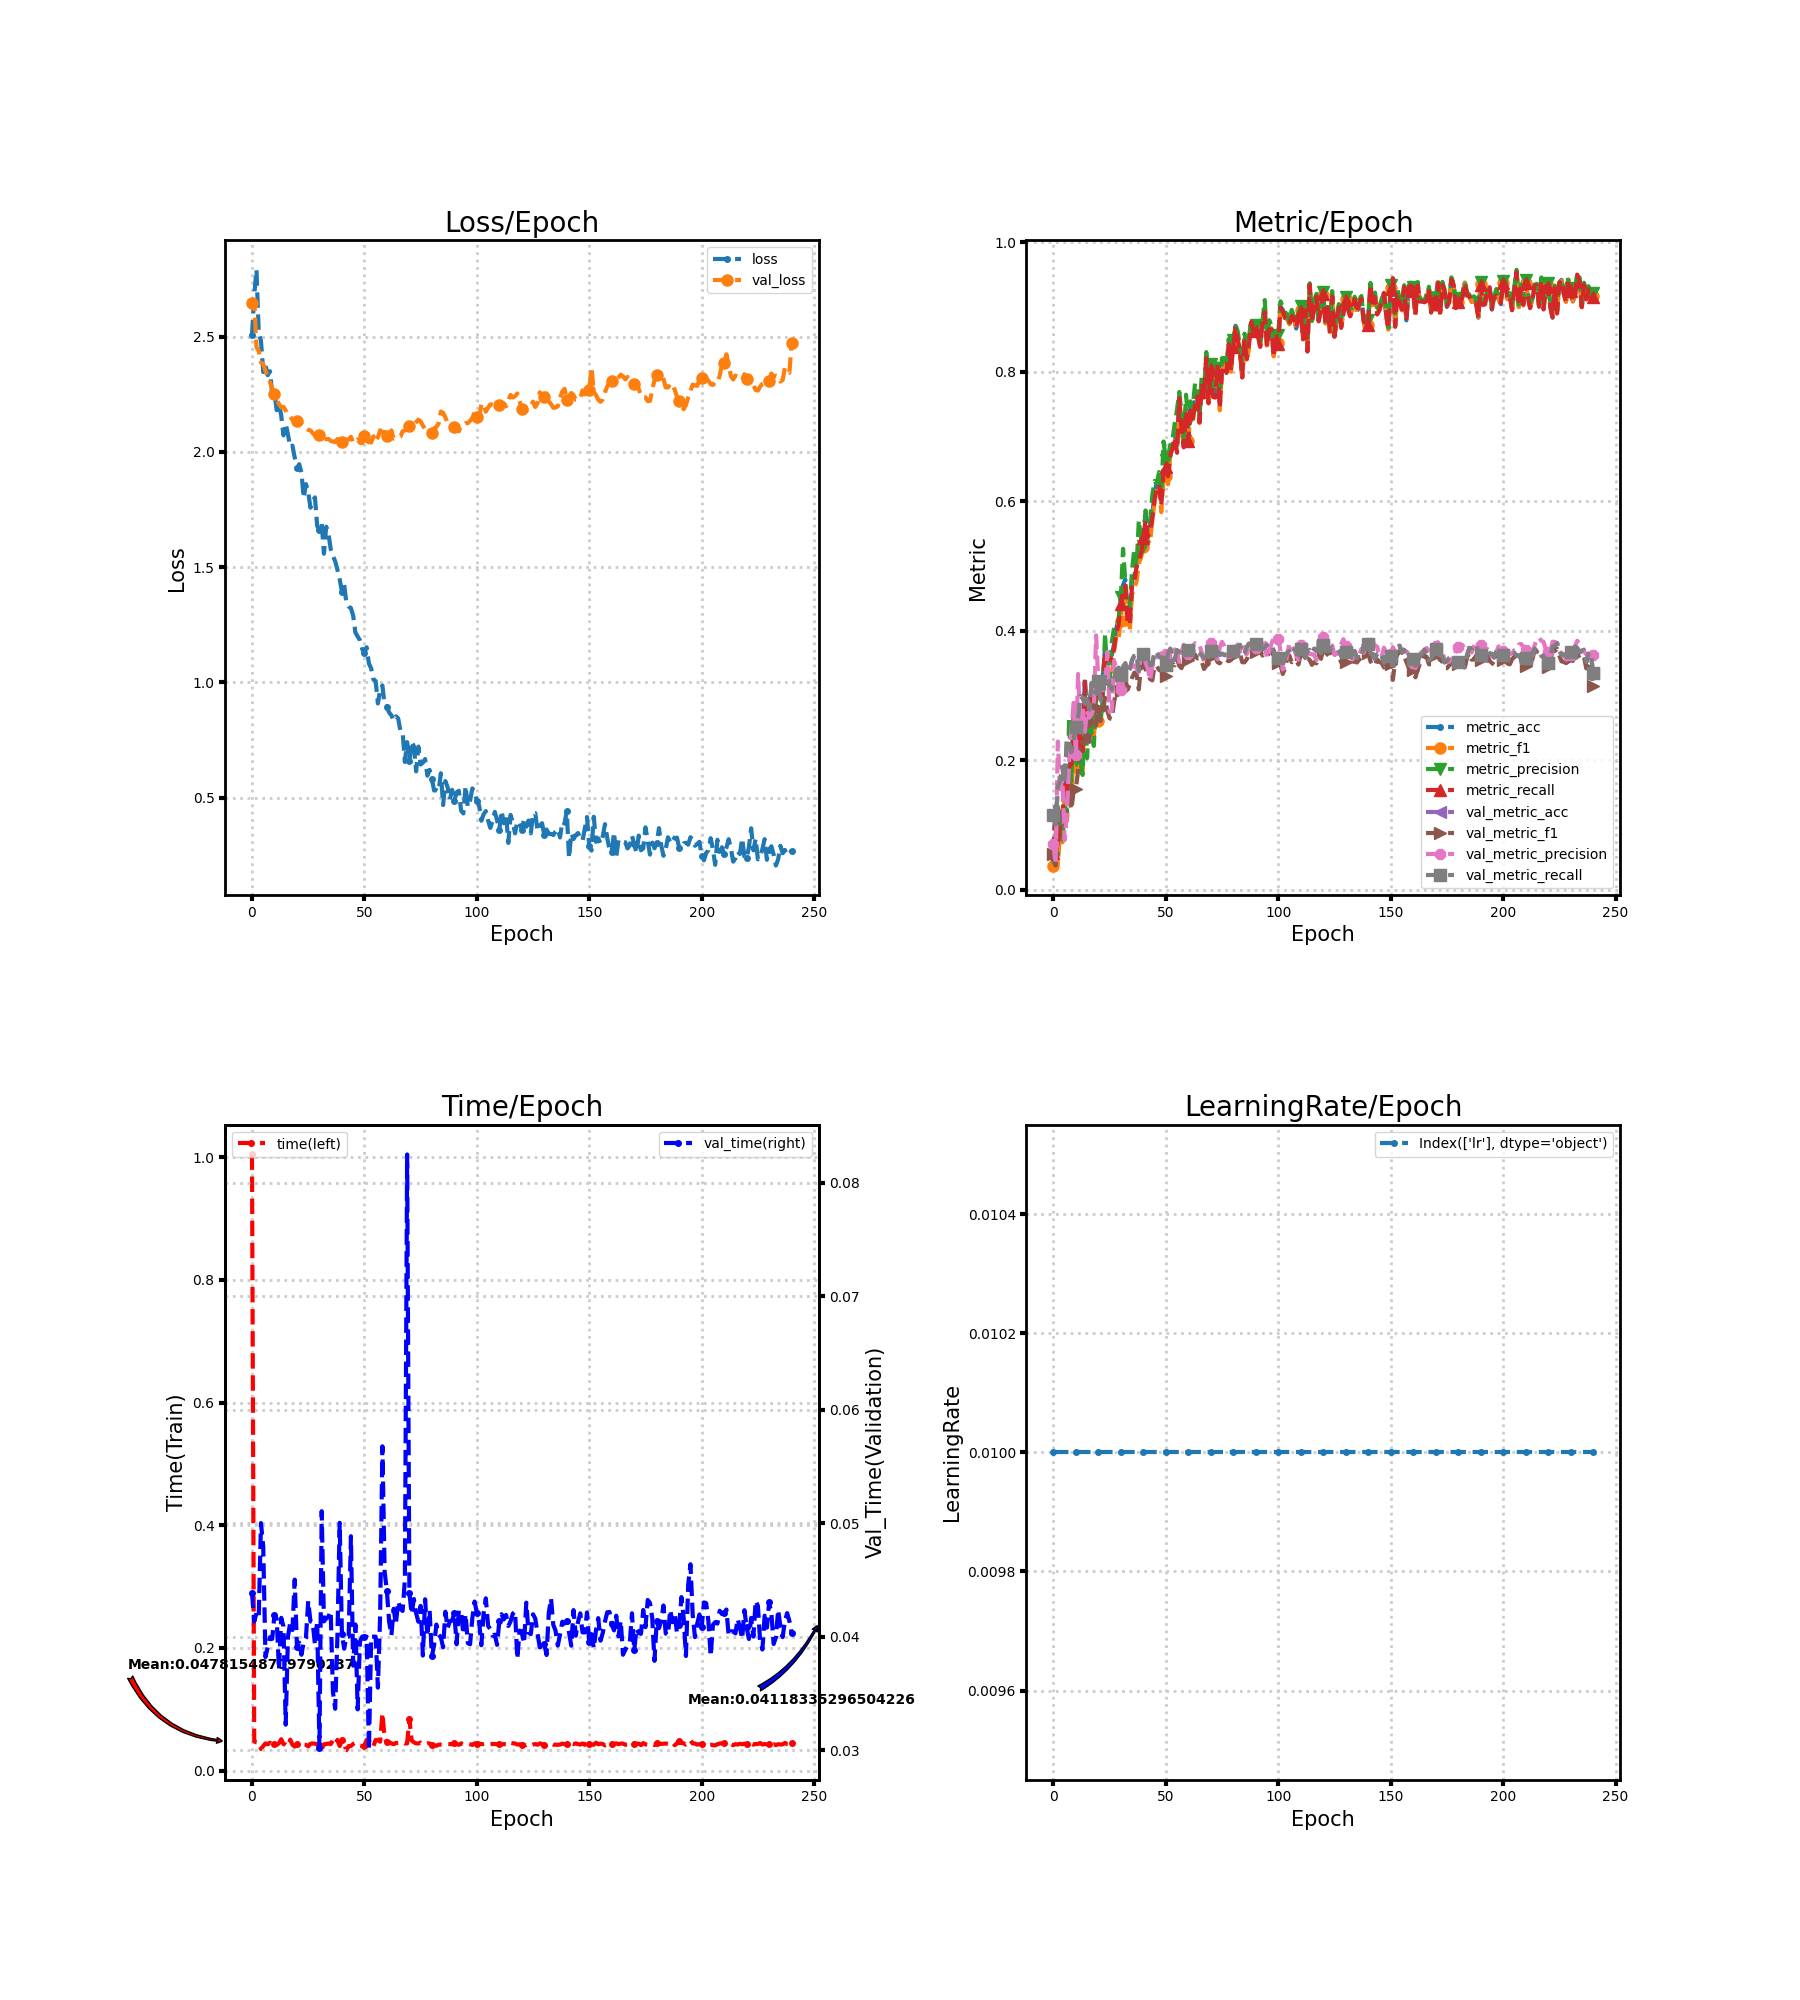 Loss/Epoch
loss
val_loss
2.5
2.0
1.5
1.0
0.5
Loss
0
50
100
150
200
250
Epoch
Metric/Epoch
1.0
0.8
0.6
0.4
0.2
0.0
Metric
metric_acc
metric_f1
metric_precision
metric_recall
val_metric_acc
val_metric_f1
val_metric_precision
val_metric_recall
0
50
100
150
200
250
Epoch
Time/Epoch
time(left)
val_time(right)
1.0
0.8
0.6
0.4
0.2
0.0
Time(Train)
0.08
0.07
0.06
0.05
0.04
0.03
Val_Time(Validation)
Mean:0.04118335296504226
0
50
100
150
200
250
Epoch
LearningRate/Epoch
Index(['lr'], dtype='object')
0.0104
0.0102
0.0100
0.0098
0.0096
LearningRate
0
50
100
150
200
250
Epoch